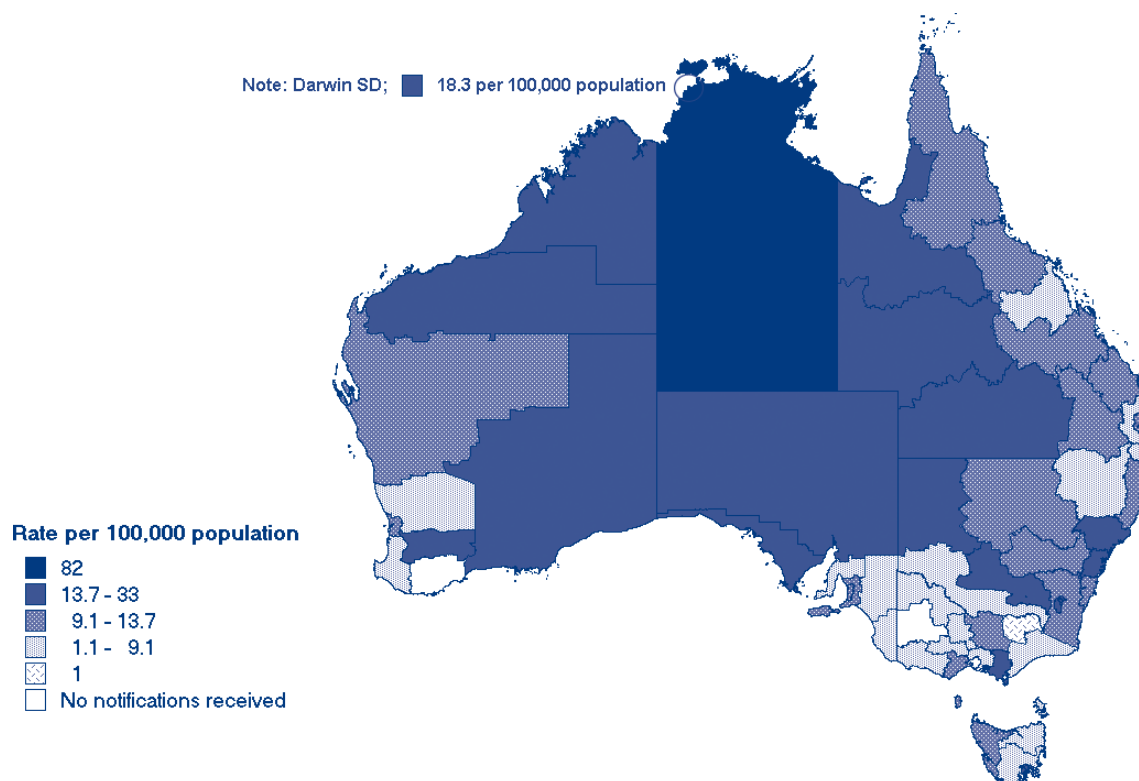 Note: Darwin SD; 18.3 per 100,000 population
Rate per 100,000 population
82
13.7 - 33
9.1 - 13.7
1.1 - 9.1
1
No notifications received